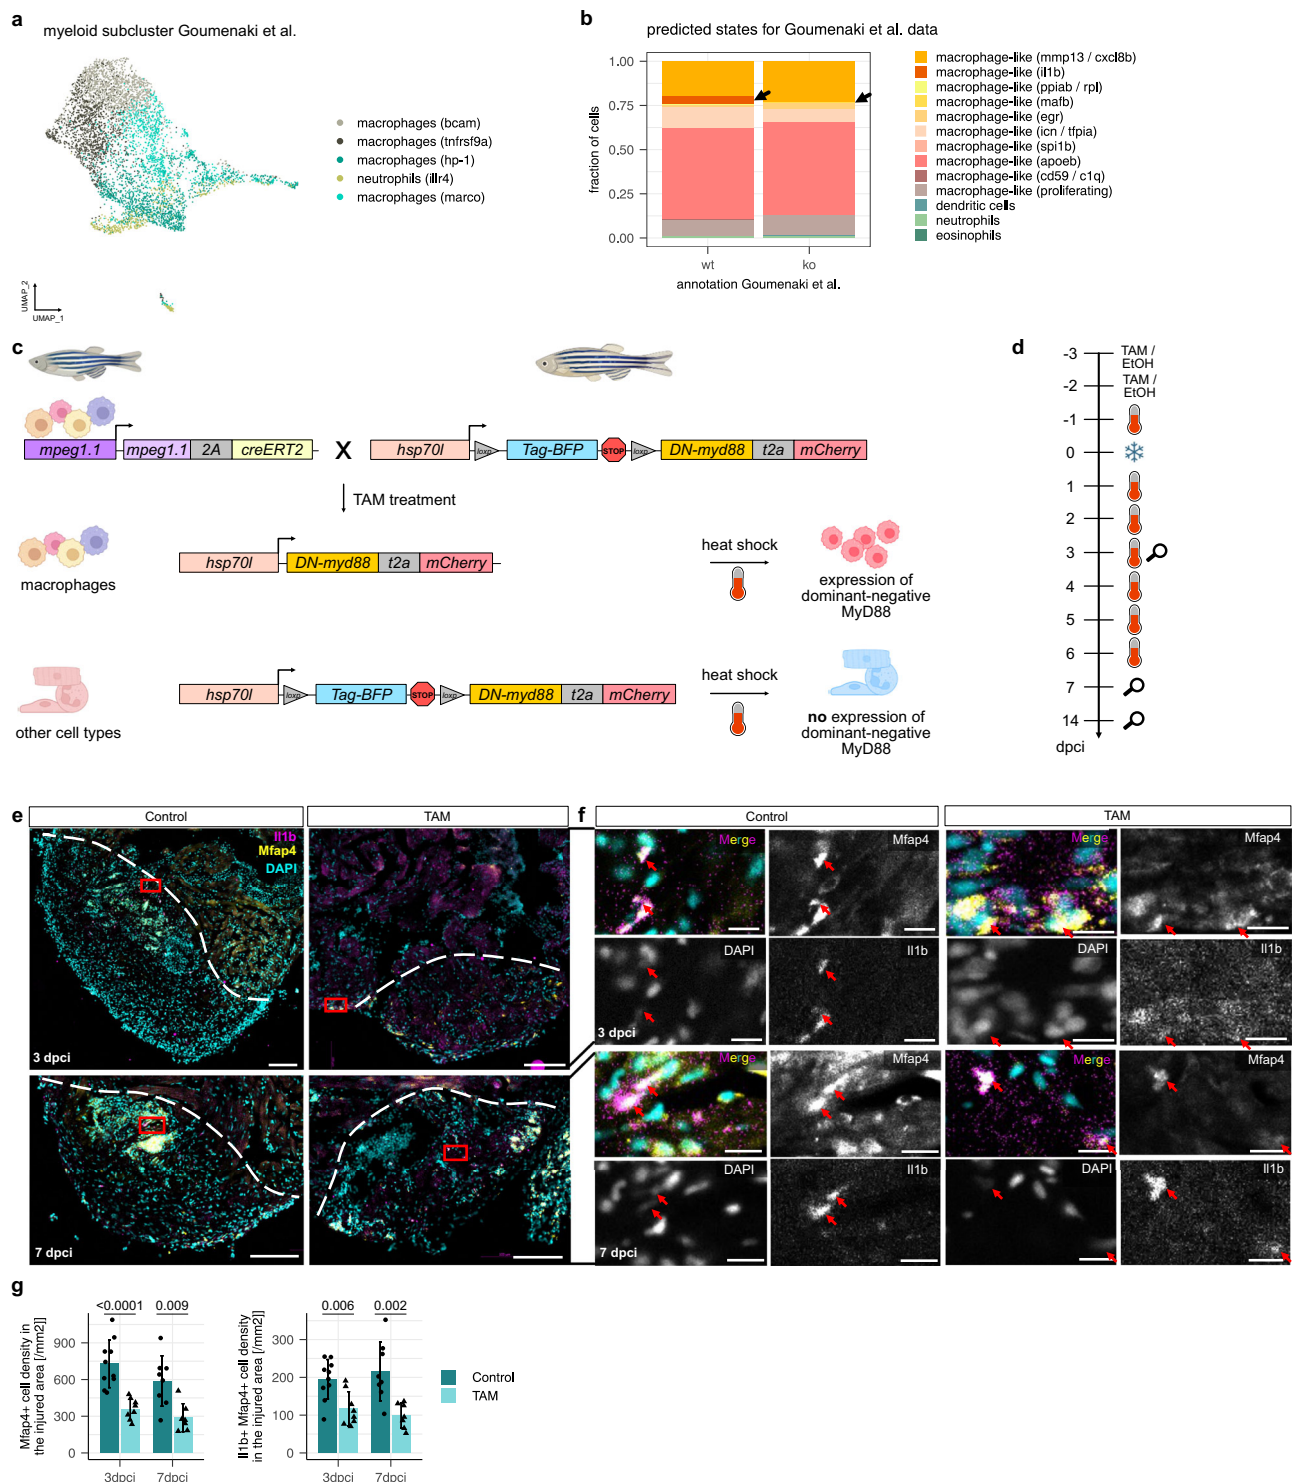 a
myeloid subcluster Goumenaki et al.
macrophages (bcam)
macrophages (tnfrsf9a)
macrophages (hp-1)
neutrophils (illr4)
macrophages (marco)
UMAP_2
UMAP_1
b
predicted states for Goumenaki et al. data
1.00
0.75
0.50
0.25
0.00
fraction of cells
wt
ko
annotation Goumenaki et al.
macrophage-like (mmp13 / cxcl8b)
macrophage-like (il1b)
macrophage-like (ppiab / rpl)
macrophage-like (mafb)
macrophage-like (egr)
macrophage-like (icn / tfpia)
macrophage-like (spi1b)
macrophage-like (apoeb)
macrophage-like (cd59 / c1q)
macrophage-like (proliferating)
dendritic cells
neutrophils
eosinophils
c
mpeg1.1
mpeg1.1
2A
creERT2
X
hsp70l
loxp
Tag-BFP
STOP
loxp
DN-myd88
t2a
mCherry
TAM treatment
macrophages
hsp70l
DN-myd88
t2a
mCherry
heat shock
expression of
dominant-negative
MyD88
other cell types
hsp70l
loxp
Tag-BFP
STOP
loxp
DN-myd88
t2a
mCherry
heat shock
no expression of
dominant-negative
MyD88
d
-3
TAM /
EtOH
-2
TAM /
EtOH
-1
0
1
2
3
4
5
6
7
14
dpci
e
Control
TAM
Il1b
Mfap4
DAPI
3 dpci
7 dpci
f
Control
TAM
Merge
Mfap4
Merge
Mfap4
DAPI
Il1b
DAPI
Il1b
3 dpci
Merge
Mfap4
Merge
Mfap4
DAPI
Il1b
DAPI
Il1b
7 dpci
g
Mfap4+ cell density in
the injured area [/mm2]]
900
600
300
0
<0.0001
0.009
3dpci
7dpci
Il1b+ Mfap4+ cell density
in the injured area [/mm2]]
300
200
100
0
0.006
0.002
3dpci
7dpci
Control
TAM